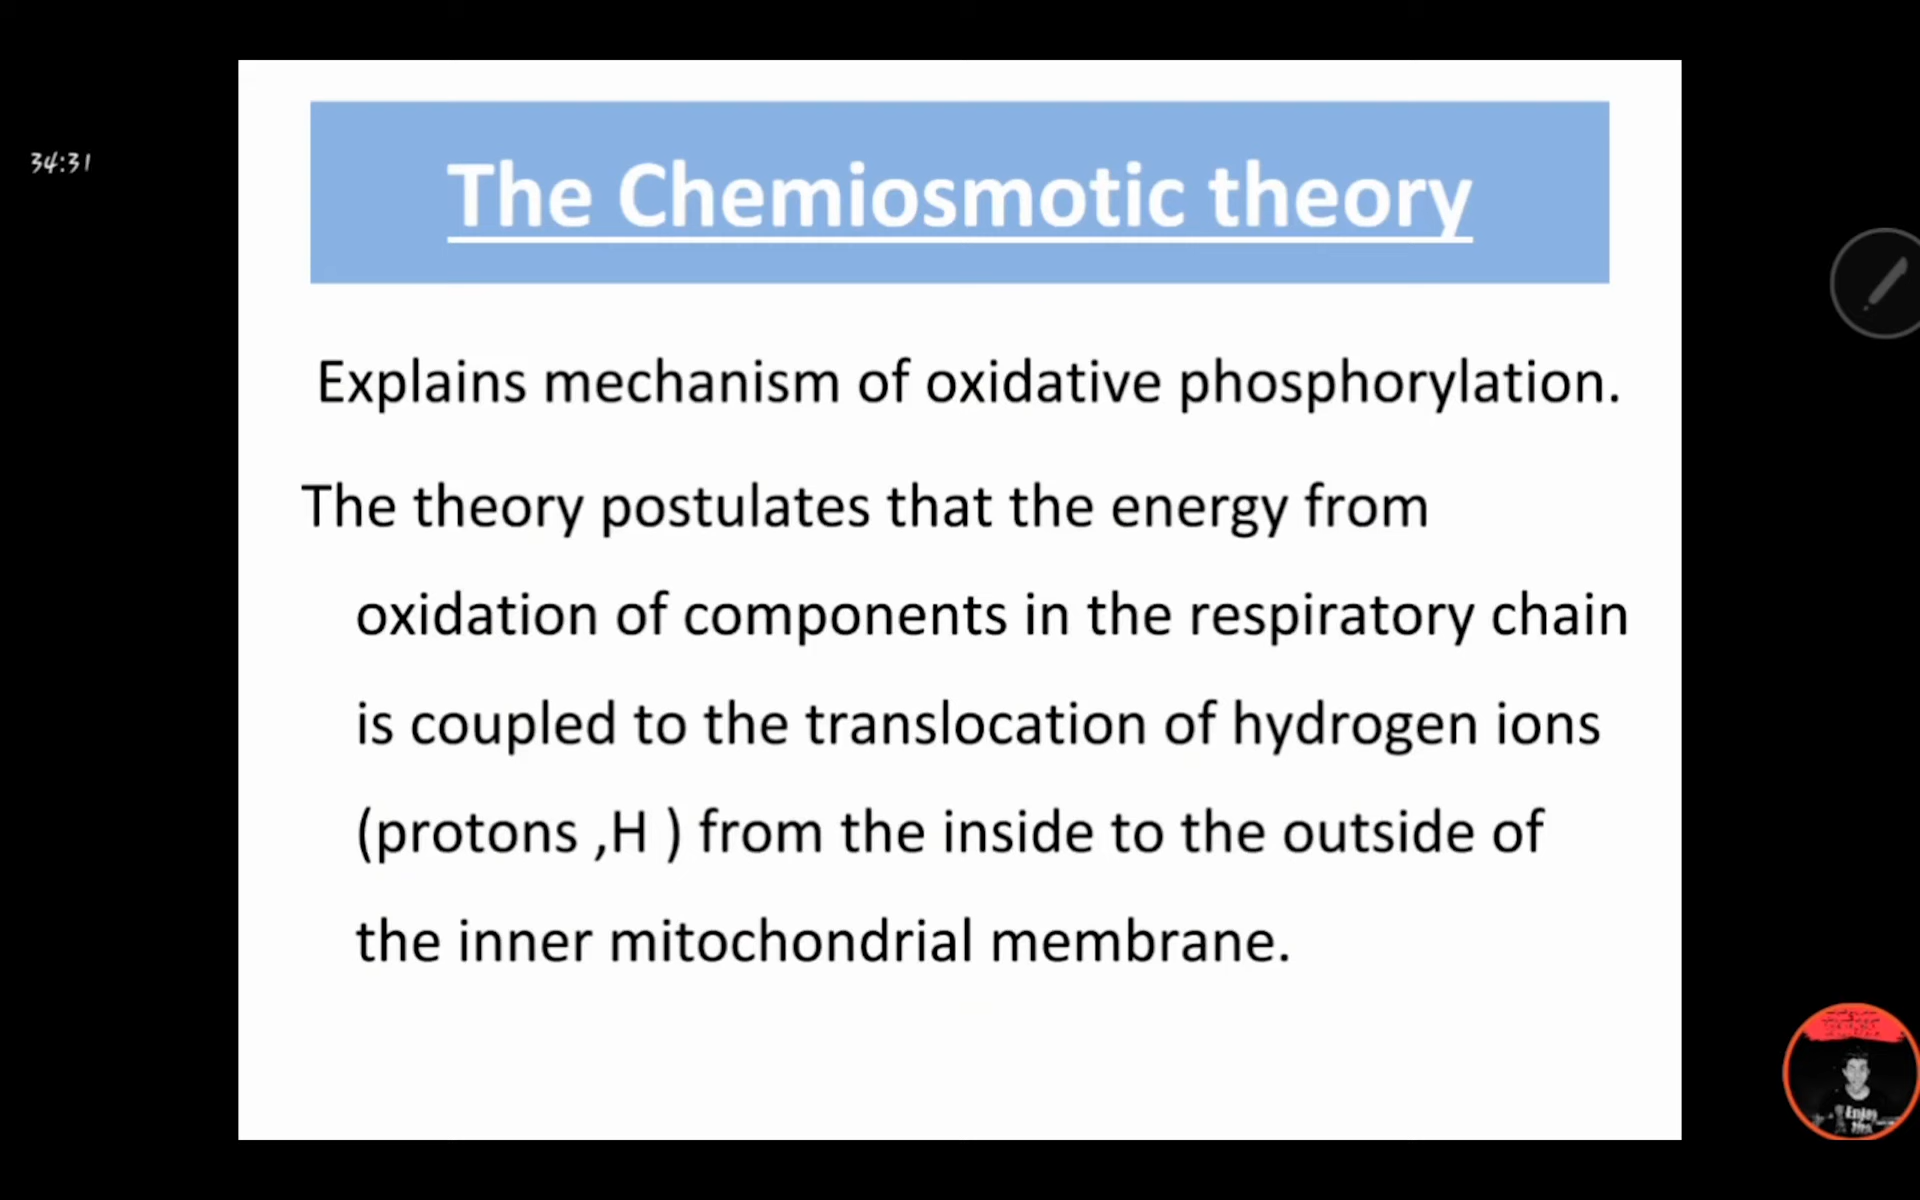 34:31
The Chemiosmotic theory
Explains mechanism of oxidative phosphorylation.
The theory postulates that the energy from
oxidation of components in the respiratory chain
is coupled to the translocation of hydrogen ions
(protons ,H ) from the inside to the outside of
the inner mitochondrial membrane.
Enjoy